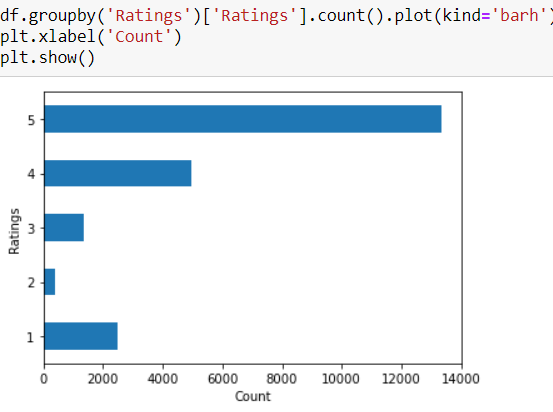 df.groupby('Ratings')['Ratings'].count().plot(kind='barh')
plt.xlabel('Count')
plt.show()
5
4
3
2
1
Ratings
0 2000 4000 6000 8000 10000 12000 14000
Count